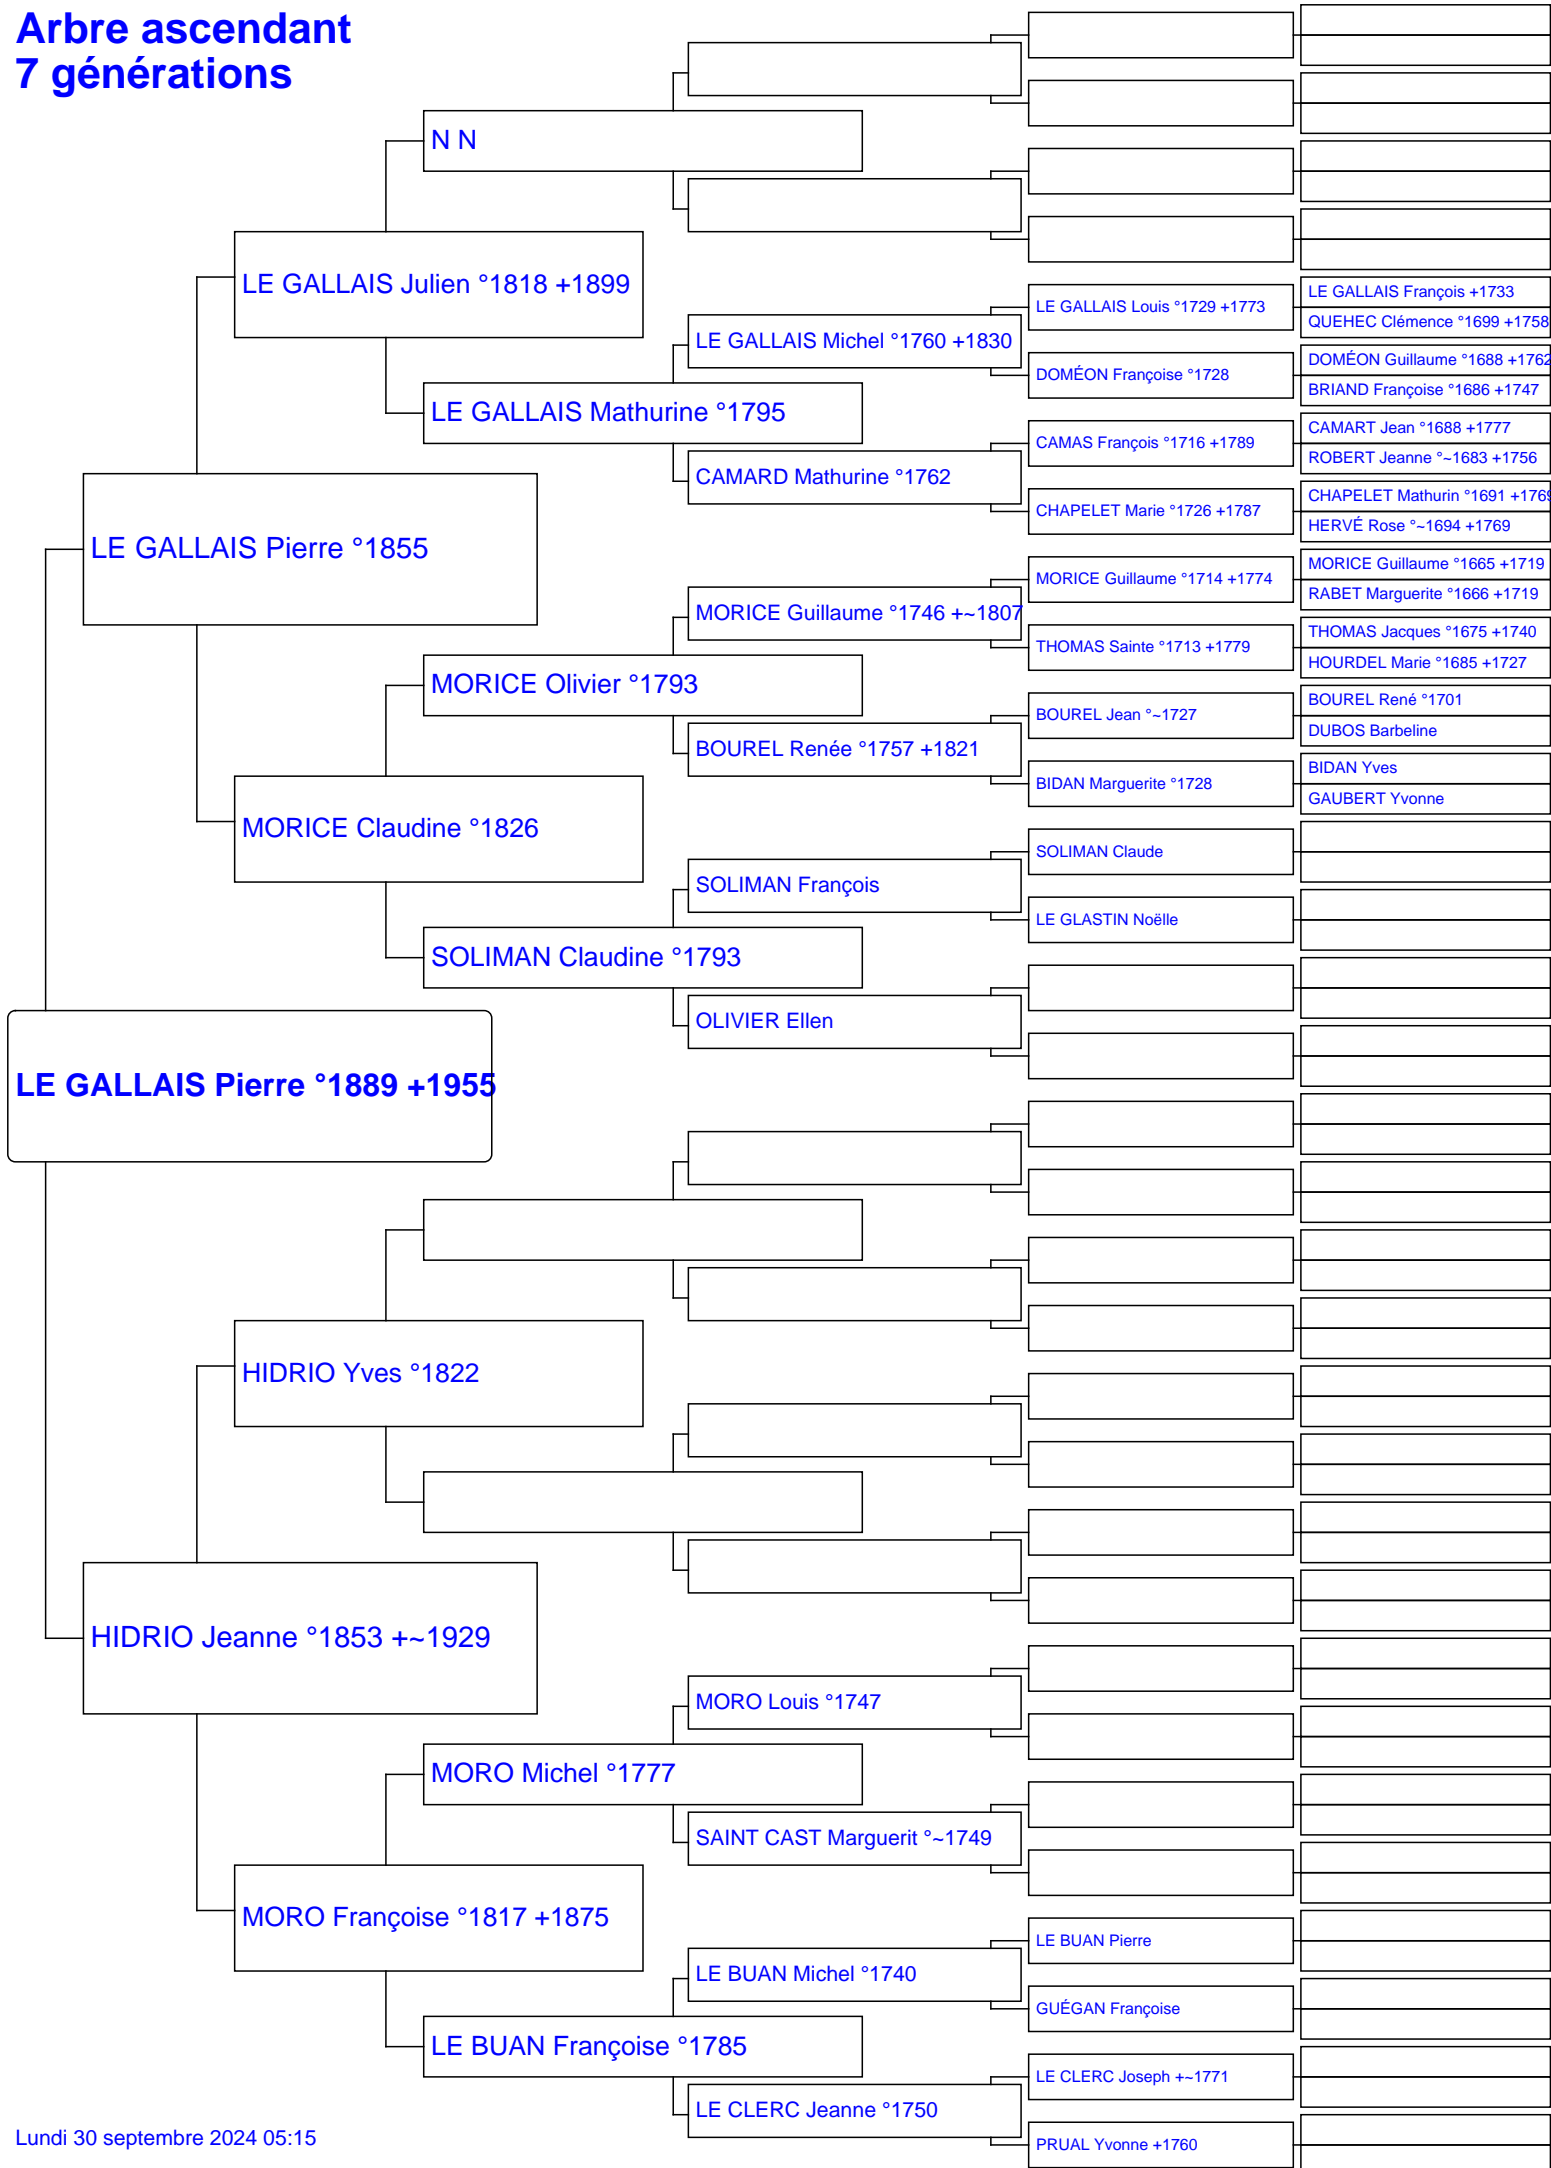 Arbre ascendant
7 générations
N N
LE GALLAIS Julien °1818 +1899
LE GALLAIS François +1733
LE GALLAIS Louis °1729 +1773
QUEHEC Clémence °1699 +1758
LE GALLAIS Michel °1760 +1830
DOMÉON Guillaume °1688 +1762
DOMÉON Françoise °1728
BRIAND Françoise °1686 +1747
LE GALLAIS Mathurine °1795
CAMART Jean °1688 +1777
CAMAS François °1716 +1789
ROBERT Jeanne °~1683 +1756
CAMARD Mathurine °1762
CHAPELET Mathurin °1691 +1769
CHAPELET Marie °1726 +1787
HERVÉ Rose °~1694 +1769
LE GALLAIS Pierre °1855
MORICE Guillaume °1665 +1719
MORICE Guillaume °1714 +1774
RABET Marguerite °1666 +1719
MORICE Guillaume °1746 +~1807
THOMAS Jacques °1675 +1740
THOMAS Sainte °1713 +1779
HOURDEL Marie °1685 +1727
MORICE Olivier °1793
BOUREL René °1701
BOUREL Jean °~1727
DUBOS Barbeline
BOUREL Renée °1757 +1821
BIDAN Yves
BIDAN Marguerite °1728
GAUBERT Yvonne
MORICE Claudine °1826
SOLIMAN Claude
SOLIMAN François
LE GLASTIN Noëlle
SOLIMAN Claudine °1793
OLIVIER Ellen
LE GALLAIS Pierre °1889 +1955
HIDRIO Yves °1822
HIDRIO Jeanne °1853 +~1929
MORO Louis °1747
MORO Michel °1777
SAINT CAST Marguerit °~1749
MORO Françoise °1817 +1875
LE BUAN Pierre
LE BUAN Michel °1740
GUÉGAN Françoise
LE BUAN Françoise °1785
LE CLERC Joseph +~1771
LE CLERC Jeanne °1750
PRUAL Yvonne +1760
Lundi 30 septembre 2024 05:15